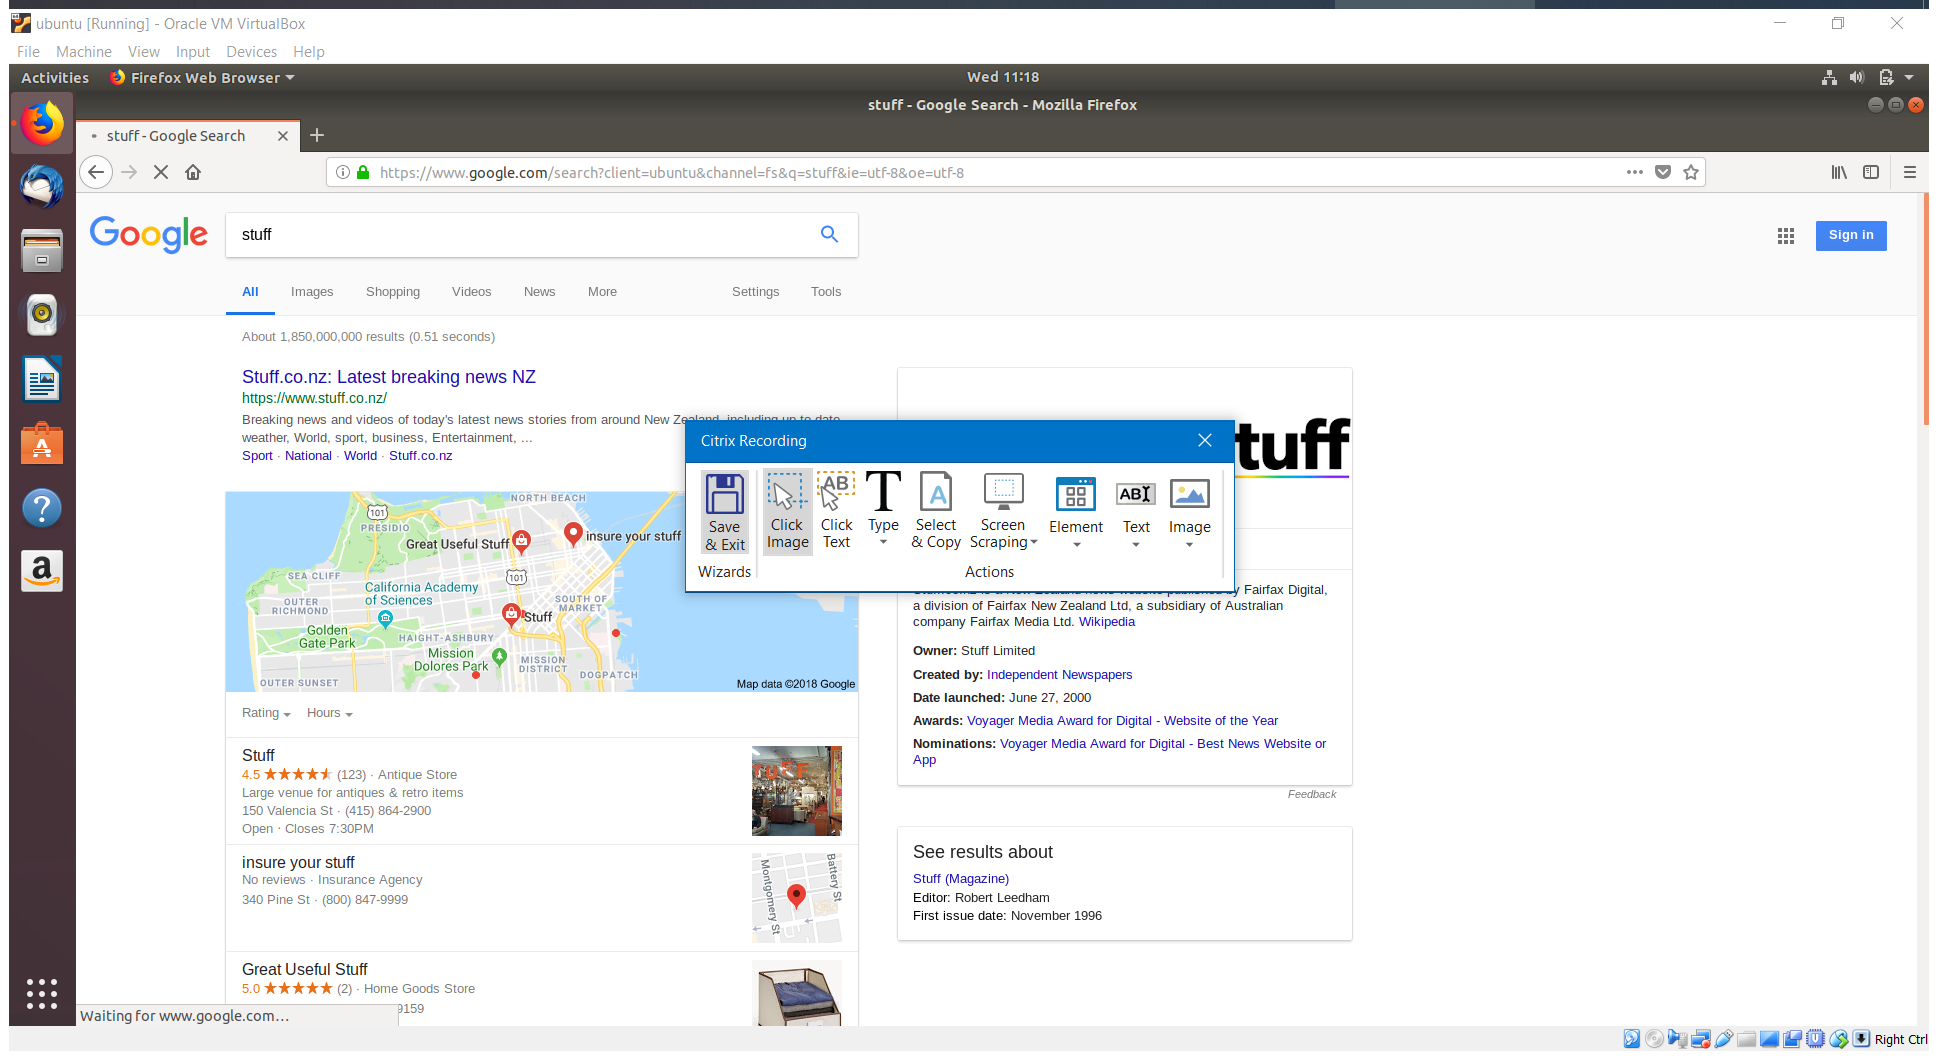 ubuntu [Running] - Oracle VM VirtualBox
File Machine View Input Devices Help
Activities Firefox Web Browser Wed 11:18
stuff - Google Search - Mozilla Firefox
stuff - Google Search
https://www.google.com/search?client=ubuntu&channel=fs&q=stuff&ie=utf-8&oe=utf-8
Google stuff Sign in
All Images Shopping Videos News More Settings Tools
About 1,850,000,000 results (0.51 seconds)
Stuff.co.nz: Latest breaking news NZ
https://www.stuff.co.nz/
Breaking news and videos of today's latest news stories from around New Zealand, including up to date
weather, World, sport, business, Entertainment, ...
Sport · National · World · Stuff.co.nz
Citrix Recording
Save & Exit
Click Image
Click Text
Type
Select & Copy
Screen Scraping
Element
Text
Image
Wizards
Actions
tuff
NORTH BEACH
101
PRESIDIO
Great Useful Stuff
insure your stuff
SEA CLIFF
101
California Academy
of Sciences
OUTER
RICHMOND
SOUTH OF
MARKET
Stuff
Golden
Gate Park
HAIGHT-ASHBURY
Mission
Dolores Park
MISSION
DISTRICT
DOGPATCH
OUTER SUNSET
Map data ©2018 Google
Rating Hours
Stuff
4.5 (123) · Antique Store
Large venue for antiques & retro items
150 Valencia St · (415) 864-2900
Open · Closes 7:30PM
insure your stuff
No reviews · Insurance Agency
340 Pine St · (800) 847-9999
Montgomery St
Battery St
Great Useful Stuff
5.0 (2) · Home Goods Store
9159
by Fairfax Digital,
a division of Fairfax New Zealand Ltd, a subsidiary of Australian
company Fairfax Media Ltd. Wikipedia
Owner: Stuff Limited
Created by: Independent Newspapers
Date launched: June 27, 2000
Awards: Voyager Media Award for Digital - Website of the Year
Nominations: Voyager Media Award for Digital - Best News Website or
App
Feedback
See results about
Stuff (Magazine)
Editor: Robert Leedham
First issue date: November 1996
Waiting for www.google.com...
Right Ctrl